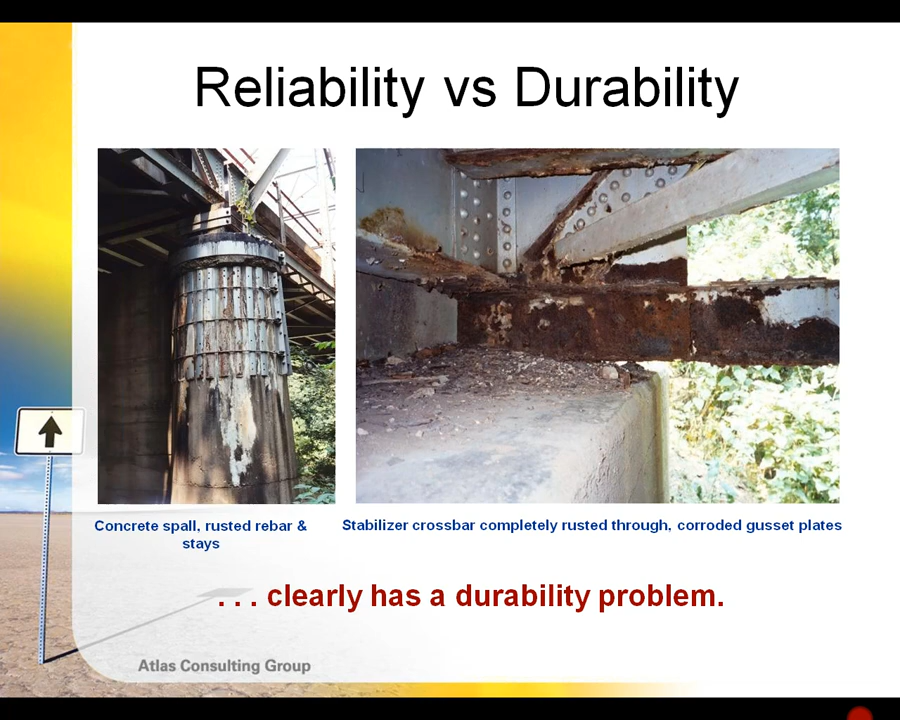 Reliability vs Durability
Concrete spall, rusted rebar &
stays
Stabilizer crossbar completely rusted through, corroded gusset plates
. . . clearly has a durability problem.
Atlas Consulting Group